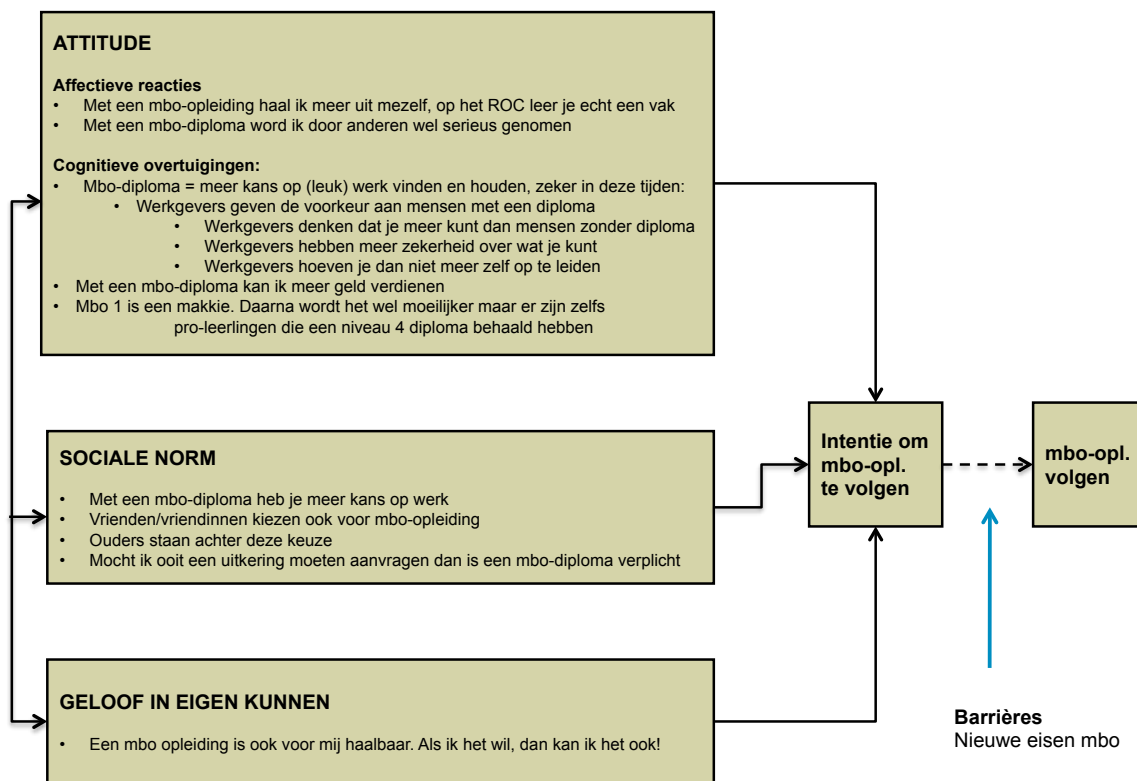 ATTITUDE
Affectieve reacties
• Met een mbo-opleiding haal ik meer uit mezelf, op het ROC leer je echt een vak
• Met een mbo-diploma word ik door anderen wel serieus genomen
Cognitieve overtuigingen:
• Mbo-diploma = meer kans op (leuk) werk vinden en houden, zeker in deze tijden:
• Werkgevers geven de voorkeur aan mensen met een diploma
• Werkgevers denken dat je meer kunt dan mensen zonder diploma
• Werkgevers hebben meer zekerheid over wat je kunt
• Werkgevers hoeven je dan niet meer zelf op te leiden
• Met een mbo-diploma kan ik meer geld verdienen
• Mbo 1 is een makkie. Daarna wordt het wel moeilijker maar er zijn zelfs
pro-leerlingen die een niveau 4 diploma behaald hebben
SOCIALE NORM
• Met een mbo-diploma heb je meer kans op werk
• Vrienden/vriendinnen kiezen ook voor mbo-opleiding
• Ouders staan achter deze keuze
• Mocht ik ooit een uitkering moeten aanvragen dan is een mbo-diploma verplicht
GELOOF IN EIGEN KUNNEN
• Een mbo opleiding is ook voor mij haalbaar. Als ik het wil, dan kan ik het ook!
Intentie om
mbo-opl.
te volgen
mbo-opl.
volgen
Barrières
Nieuwe eisen mbo